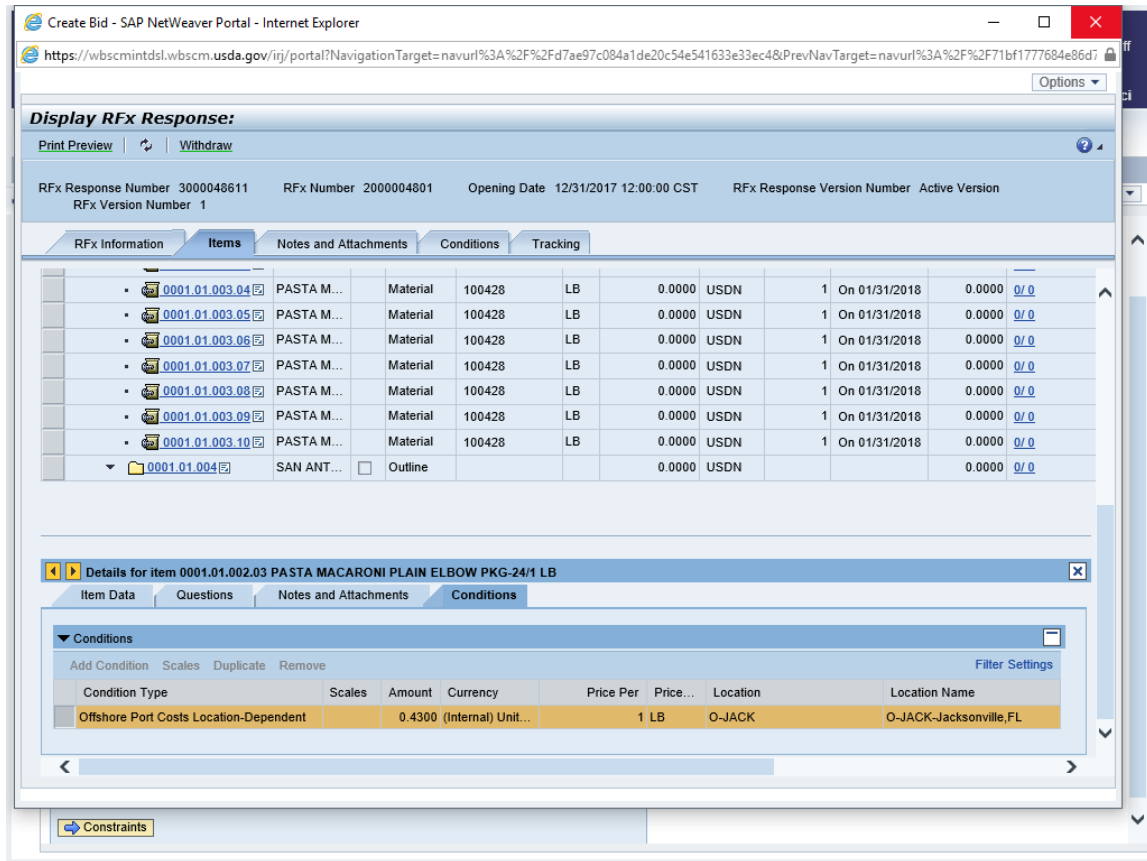 Create Bid - SAP NetWeaver Portal - Internet Explorer
https://wbscmintdsl.wbscm.usda.gov/irj/portal?NavigationTarget=navurl%3A%2F%2Fd7ae97c084a1de20c54e541633e33ec4&PrevNavTarget=navurl%3A%2F%2F71bf1777684e86d7
ff
Options
ci
Display RFx Response:
Print Preview Withdraw
RFx Response Number 3000048611 RFx Number 2000004801 Opening Date 12/31/2017 12:00:00 CST RFx Response Version Number Active Version
RFx Version Number 1
RFx Information Items Notes and Attachments Conditions Tracking
0001.01.003.04 PASTA M... Material 100428 LB 0.0000 USDN 1 On 01/31/2018 0.0000 0/ 0
0001.01.003.05 PASTA M... Material 100428 LB 0.0000 USDN 1 On 01/31/2018 0.0000 0/ 0
0001.01.003.06 PASTA M... Material 100428 LB 0.0000 USDN 1 On 01/31/2018 0.0000 0/ 0
0001.01.003.07 PASTA M... Material 100428 LB 0.0000 USDN 1 On 01/31/2018 0.0000 0/ 0
0001.01.003.08 PASTA M... Material 100428 LB 0.0000 USDN 1 On 01/31/2018 0.0000 0/ 0
0001.01.003.09 PASTA M... Material 100428 LB 0.0000 USDN 1 On 01/31/2018 0.0000 0/ 0
0001.01.003.10 PASTA M... Material 100428 LB 0.0000 USDN 1 On 01/31/2018 0.0000 0/ 0
0001.01.004 SAN ANT... Outline 0.0000 USDN 0.0000 0/ 0
Details for item 0001.01.002.03 PASTA MACARONI PLAIN ELBOW PKG-24/1 LB
Item Data Questions Notes and Attachments Conditions
Conditions
Add Condition Scales Duplicate Remove Filter Settings
Condition Type Scales Amount Currency Price Per Price... Location Location Name
Offshore Port Costs Location-Dependent 0.4300 (Internal) Unit... 1 LB O-JACK O-JACK-Jacksonville,FL
Constraints